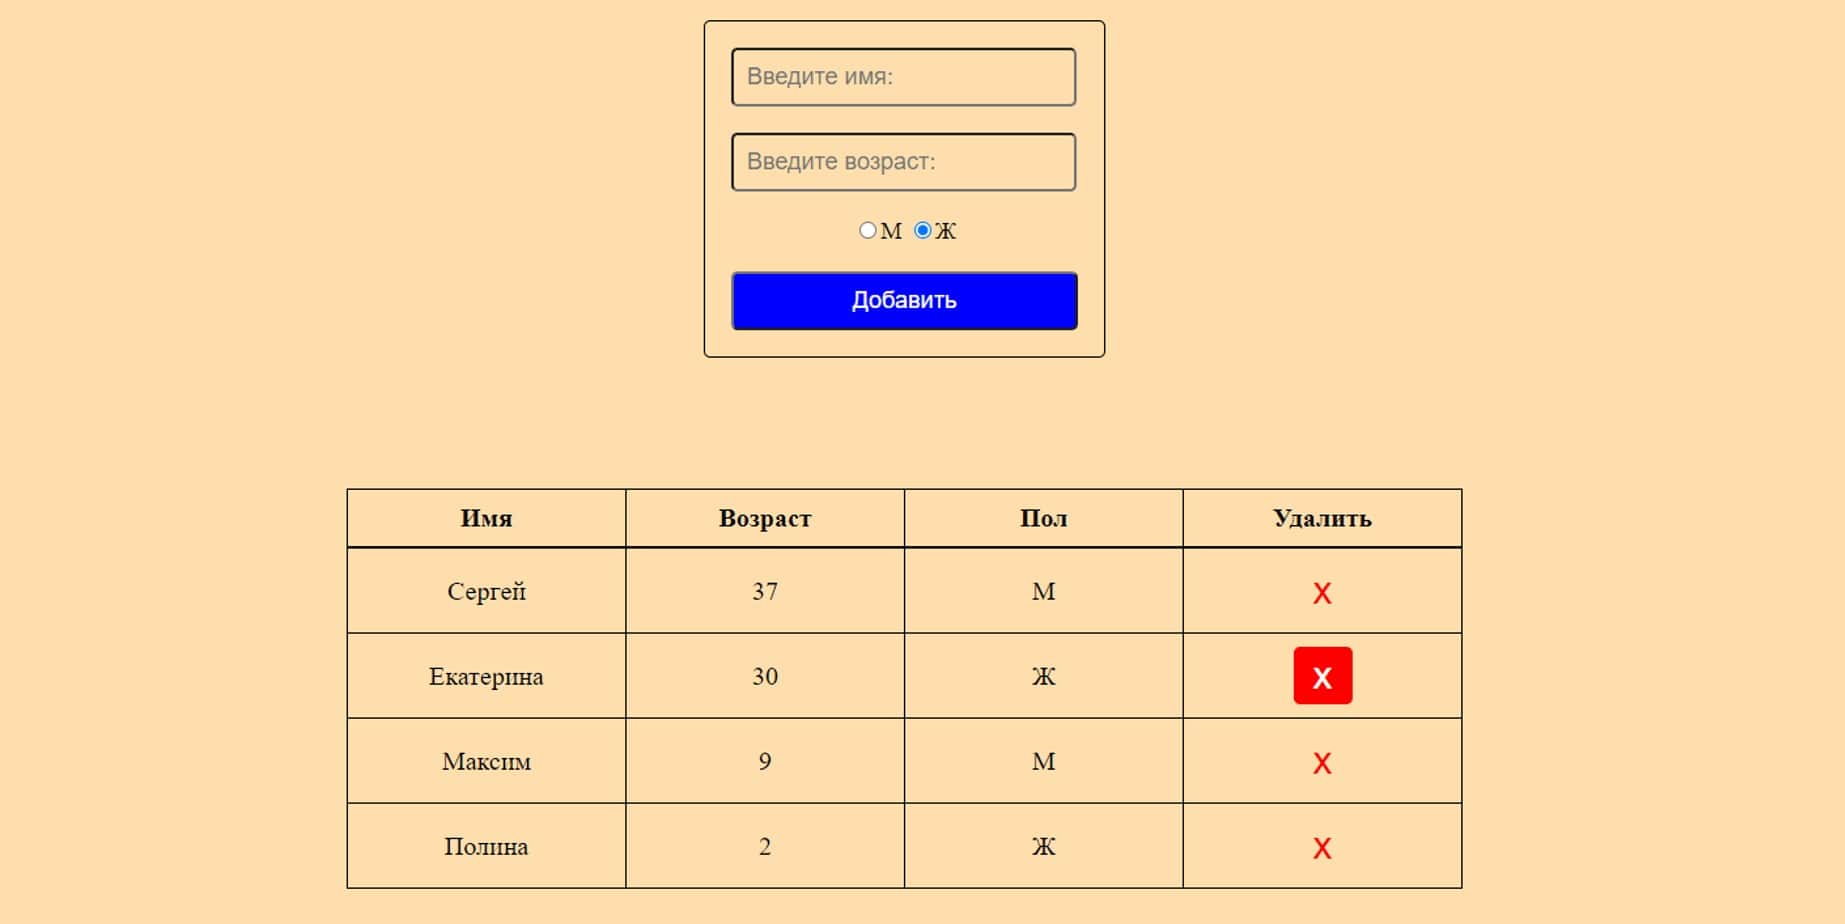 Введите имя:
Введите возраст:
М Ж
Добавить
Имя Возраст Пол Удалить
Сергей 37 М X
Екатерина 30 Ж X
Максим 9 М X
Полина 2 Ж X